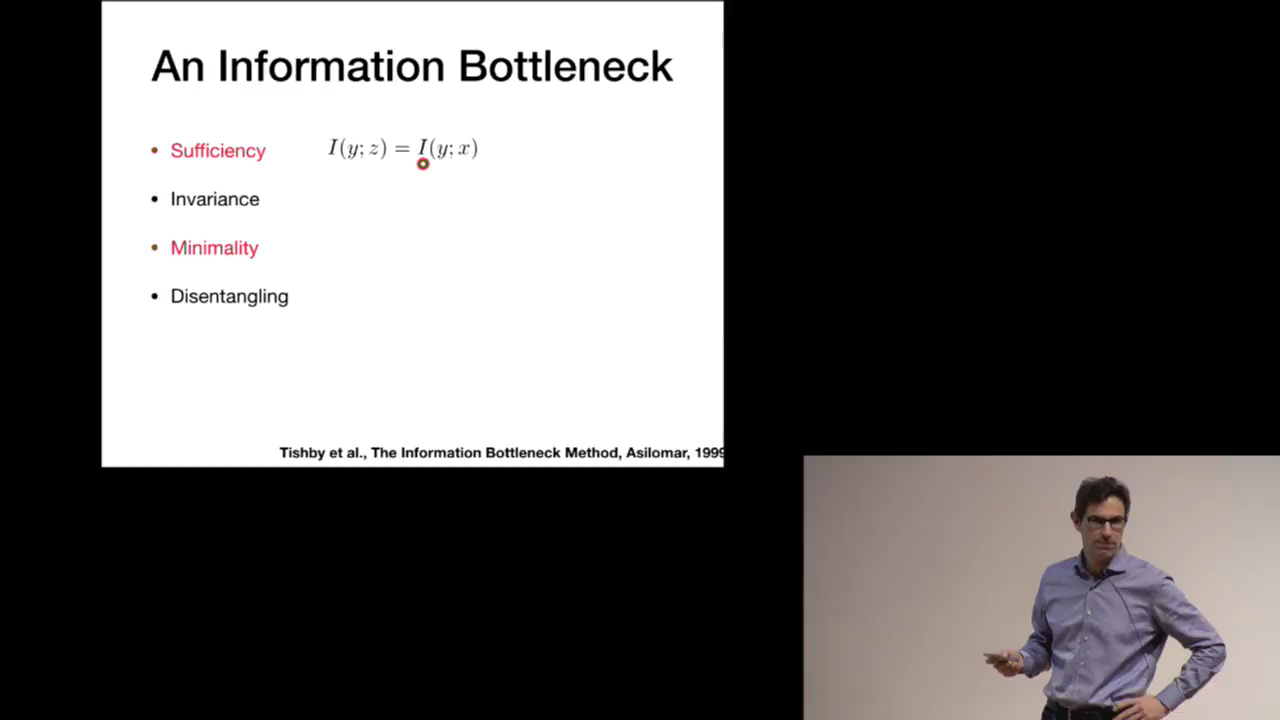 An Information Bottleneck
• Sufficiency I(y; z) = I(y; x)
• Invariance
• Minimality
• Disentangling
Tishby et al., The Information Bottleneck Method, Asilomar, 1999